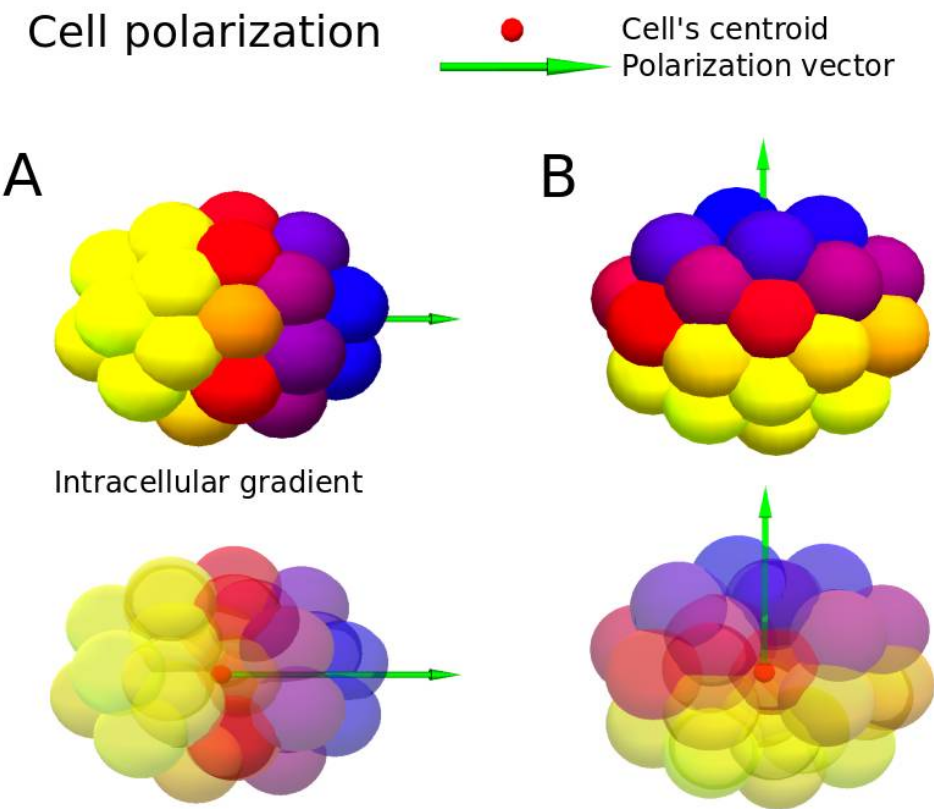 Cell polarization
Cell's centroid
Polarization vector
A
B
Intracellular gradient